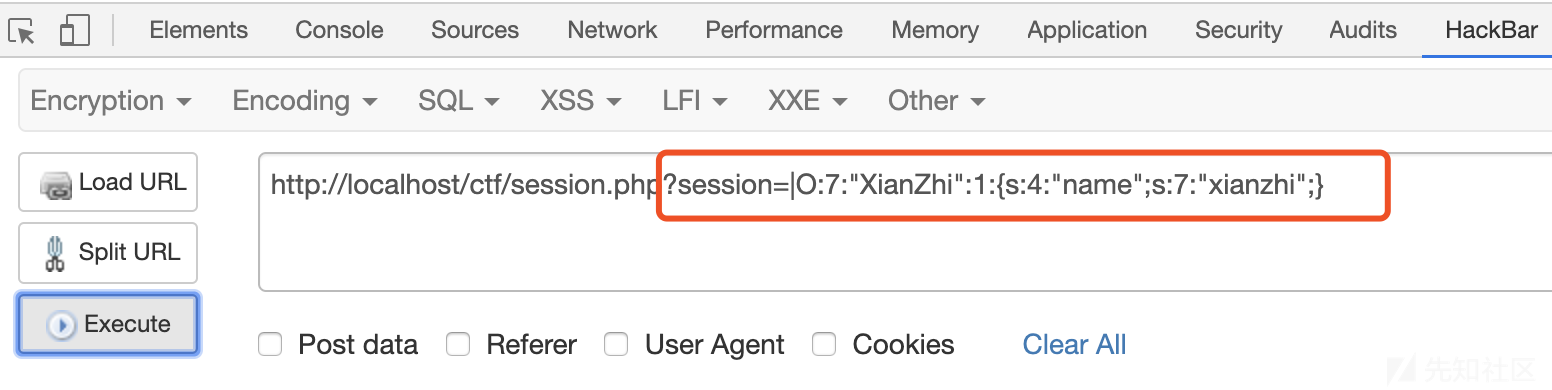 Elements Console Sources Network Performance Memory Application Security Audits HackBar
Encryption Encoding SQL XSS LFI XXE Other
Load URL
http://localhost/ctf/session.php?session=|O:7:"XianZhi":1:{s:4:"name";s:7:"xianzhi";}
Split URL
Execute
Post data Referer User Agent Cookies Clear All
先知社区